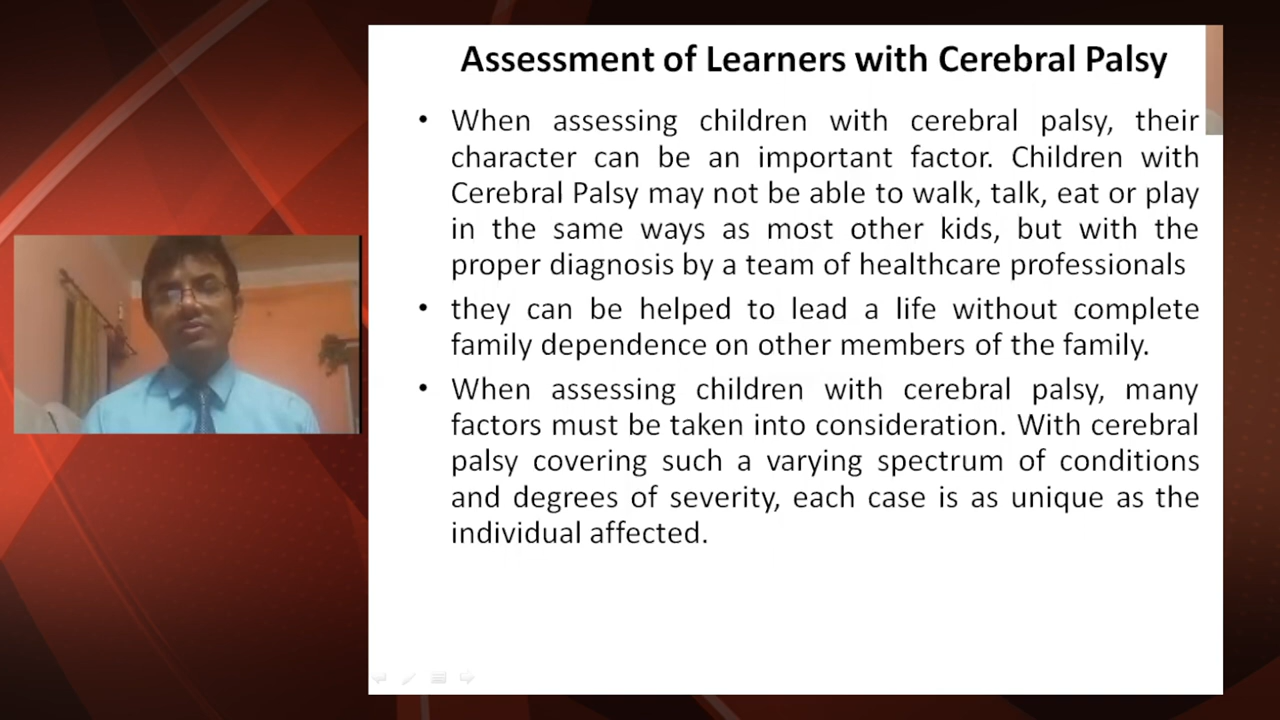 Assessment of Learners with Cerebral Palsy
• When assessing children with cerebral palsy, their
character can be an important factor. Children with
Cerebral Palsy may not be able to walk, talk, eat or play
in the same ways as most other kids, but with the
proper diagnosis by a team of healthcare professionals
• they can be helped to lead a life without complete
family dependence on other members of the family.
• When assessing children with cerebral palsy, many
factors must be taken into consideration. With cerebral
palsy covering such a varying spectrum of conditions
and degrees of severity, each case is as unique as the
individual affected.